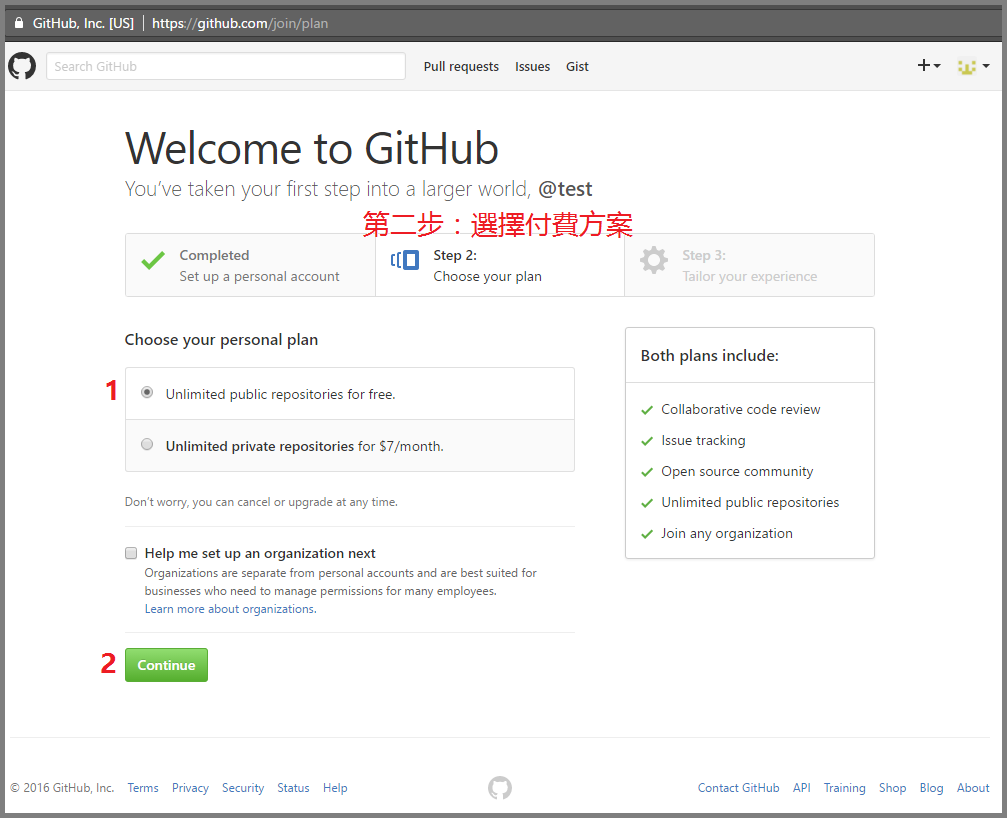 GitHub, Inc. [US] | https://github.com/join/plan
Search GitHub Pull requests Issues Gist
Welcome to GitHub
You've taken your first step into a larger world, @test
第二步：選擇付費方案
Completed
Set up a personal account
Step 2:
Choose your plan
Step 3:
Tailor your experience
Choose your personal plan
1 Unlimited public repositories for free.
Unlimited private repositories for $7/month.
Don't worry, you can cancel or upgrade at any time.
Help me set up an organization next
Organizations are separate from personal accounts and are best suited for
businesses who need to manage permissions for many employees.
Learn more about organizations.
2 Continue
Both plans include:
Collaborative code review
Issue tracking
Open source community
Unlimited public repositories
Join any organization
© 2016 GitHub, Inc. Terms Privacy Security Status Help Contact GitHub API Training Shop Blog About